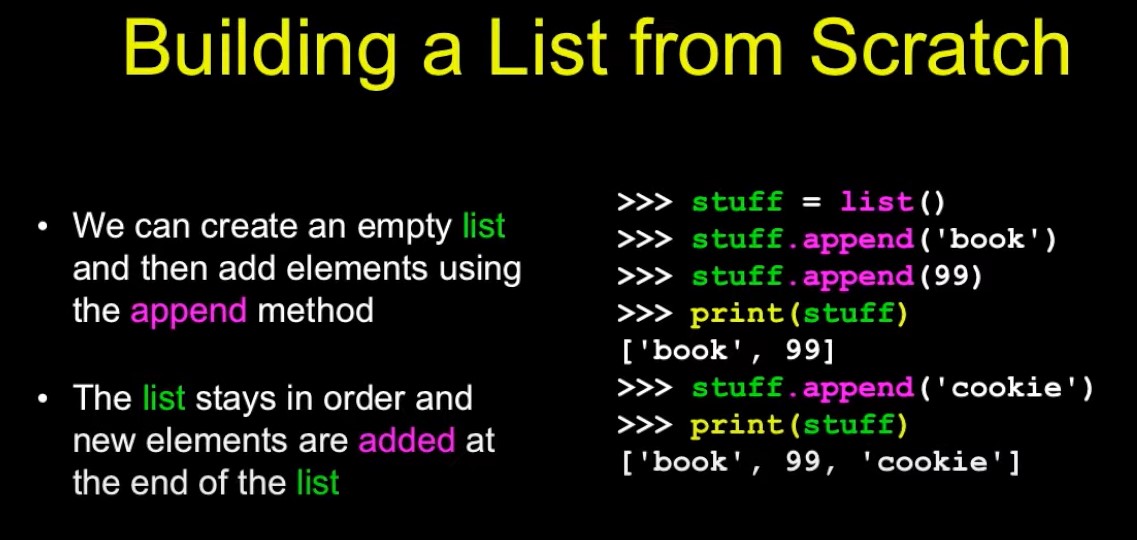 Building a List from Scratch
• We can create an empty list
and then add elements using
the append method
• The list stays in order and
new elements are added at
the end of the list
>>> stuff = list()
>>> stuff.append('book')
>>> stuff.append(99)
>>> print(stuff)
['book', 99]
>>> stuff.append('cookie')
>>> print(stuff)
['book', 99, 'cookie']